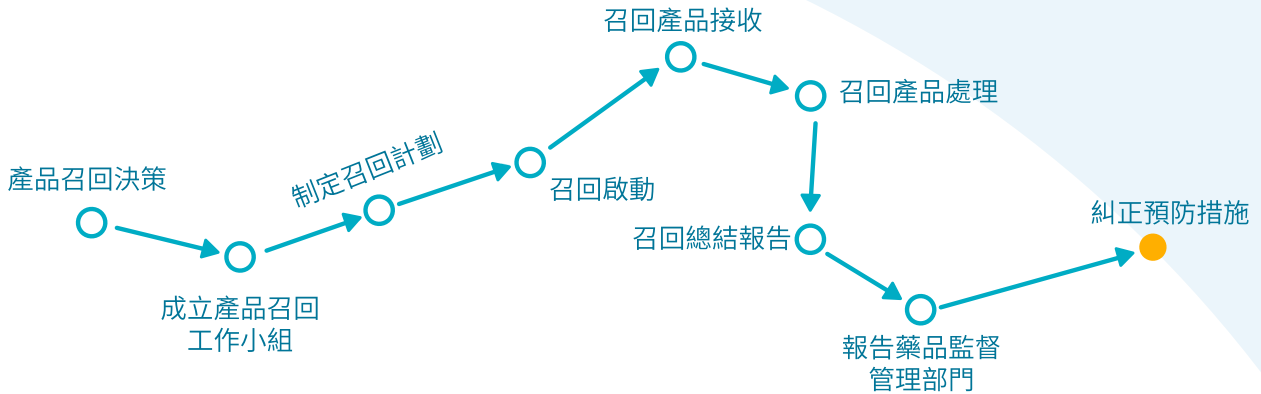 產品召回決策
成立產品召回
工作小組
制定召回計劃
召回啟動
召回產品接收
召回產品處理
召回總結報告
報告藥品監督
管理部門
糾正預防措施